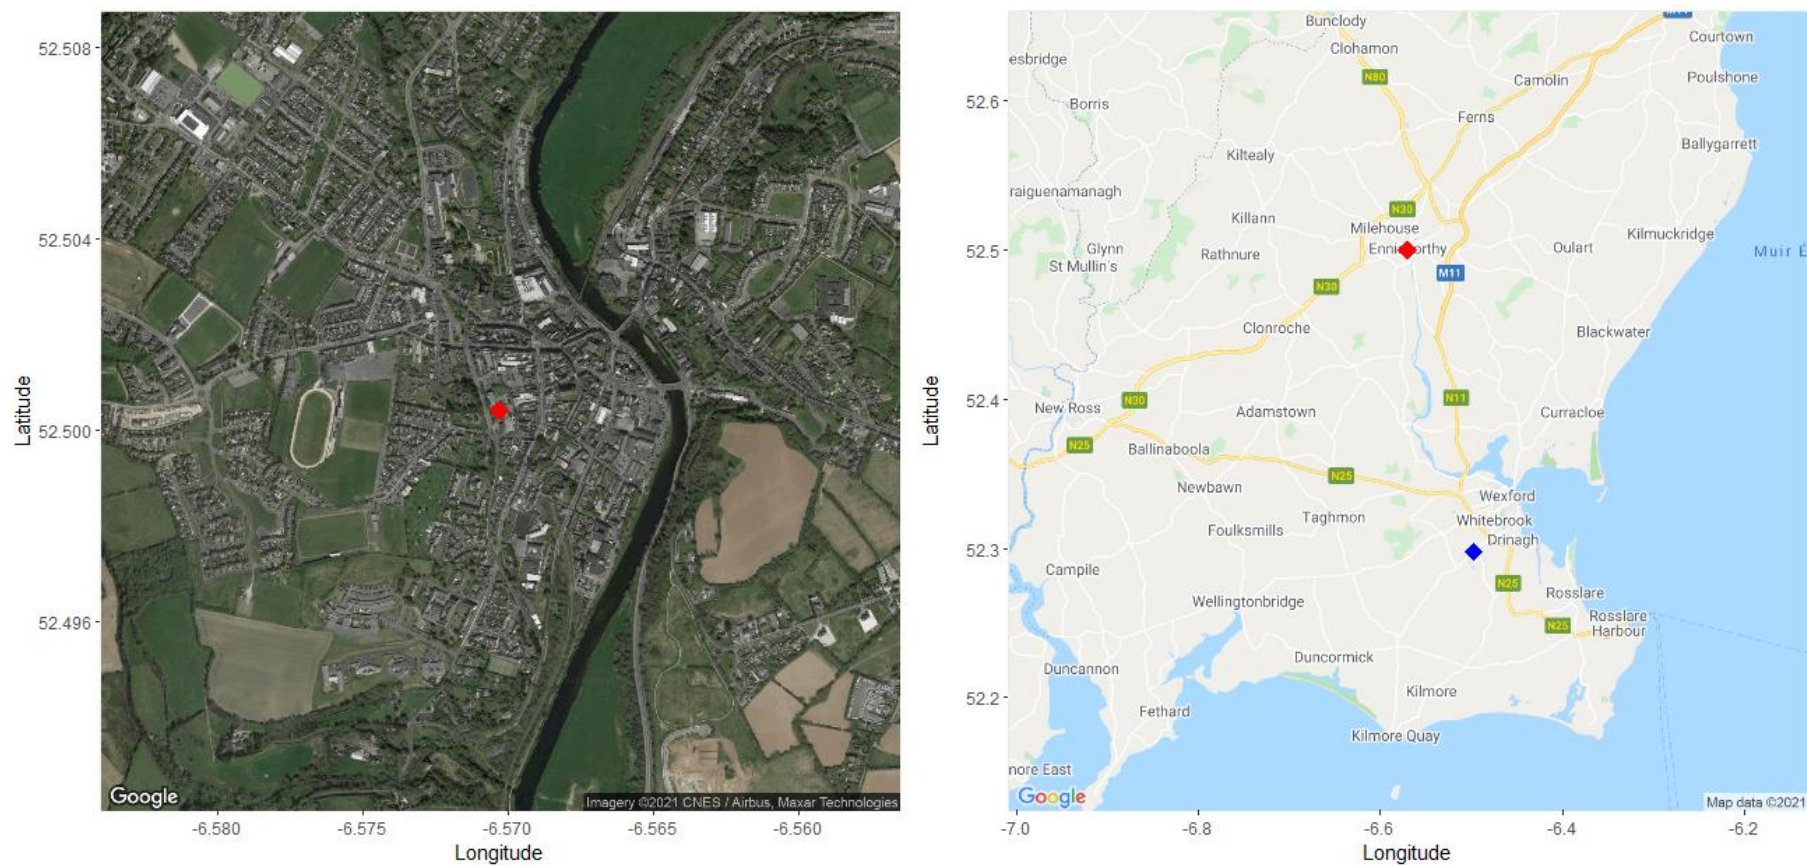 52.508
52.504
52.500
52.496
Latitude
-6.580
-6.575
-6.570
-6.565
-6.560
Longitude
Google
Imagery ©2021 CNES / Airbus, Maxar Technologies
52.6
52.5
52.4
52.3
52.2
Latitude
-7.0
-6.8
-6.6
-6.4
-6.2
Longitude
Bunclody
M11
Courtown
Clohamon
esbridge
N80
Camolin
Poulshone
Borris
Ferns
Ballygarrett
Kiltealy
raiguenamanagh
N30
Killann
Milehouse
Kilmuckridge
Glynn
Rathnure
Oulart
Muir É
St Mullin's
M11
N30
Clonroche
Blackwater
N30
N11
New Ross
Adamstown
Curracloe
N25
Ballinaboola
N25
Newbawn
Wexford
Taghmon
Whitebrook
Foulksmills
Drinagh
Campile
N25
Rosslare
Wellingtonbridge
Rosslare
Harbour
N25
Duncormick
Duncannon
Kilmore
Fethard
Kilmore Quay
more East
Google
Map data ©2021